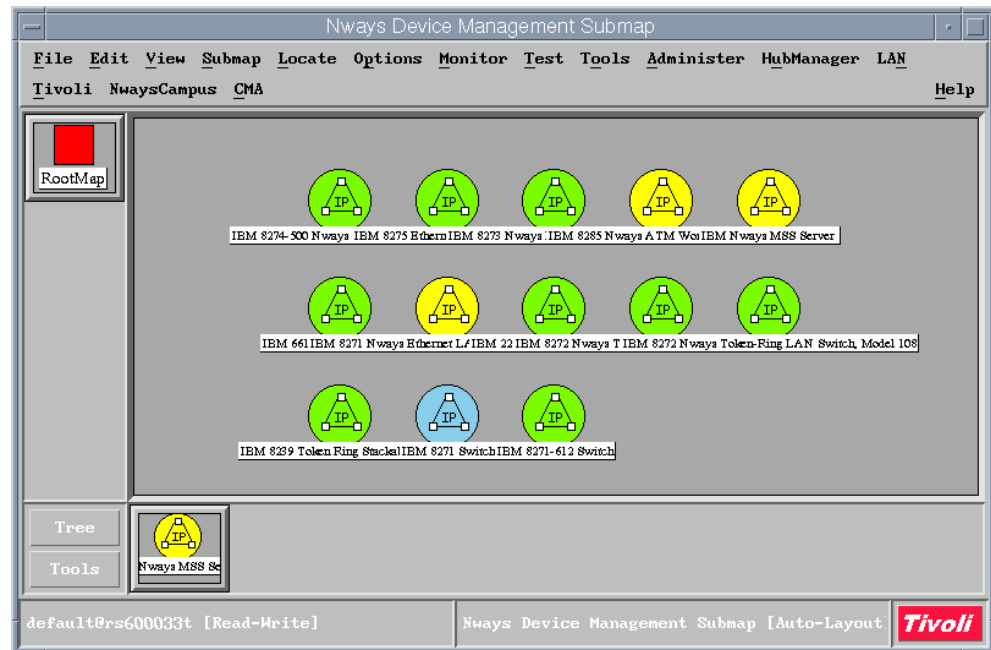 Nways Device Management Submap
File Edit View Submap Locate Options Monitor Test Tools Administer HubManager LAN
Tivoli NwaysCampus CMA Help
RootMap
IP IP IP IP IP
IBM 8274-500 Nways IBM 8275 Ethern IBM 8273 Nways IBM 8285 Nways ATM Wor IBM Nways MSS Server
IP IP IP IP IP
IBM 661 IBM 8271 Nways Ethernet LA IBM 22 IBM 8272 Nways T IBM 8272 Nways Token-Ring LAN Switch, Model 108
IP IP IP
IBM 8239 Token Ring Stackal IBM 8271 Switch IBM 8271-612 Switch
Tree
IP
Tools
Nways MSS Se
default@rs600033t [Read-Write]
Nways Device Management Submap [Auto-Layout]
Tivoli